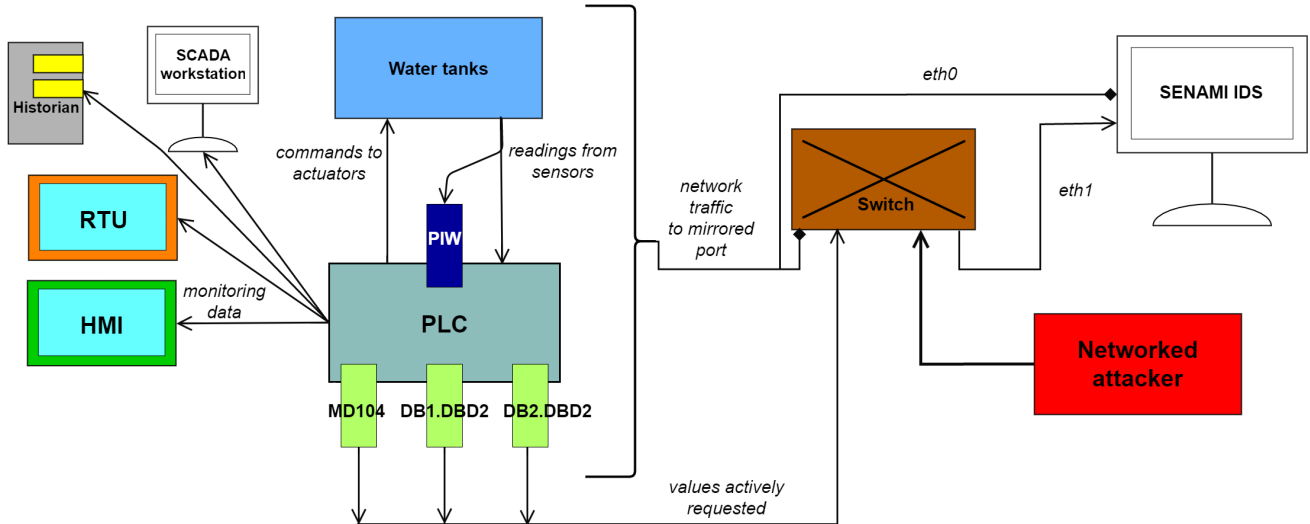 SCADA
workstation
Historian
Water tanks
eth0
SENAMI IDS
commands to
actuators
readings from
sensors
network
traffic
to mirrored
port
Switch
eth1
RTU
PIW
monitoring
data
HMI
PLC
Networked
attacker
MD104
DB1.DBD2
DB2.DBD2
values actively
requested